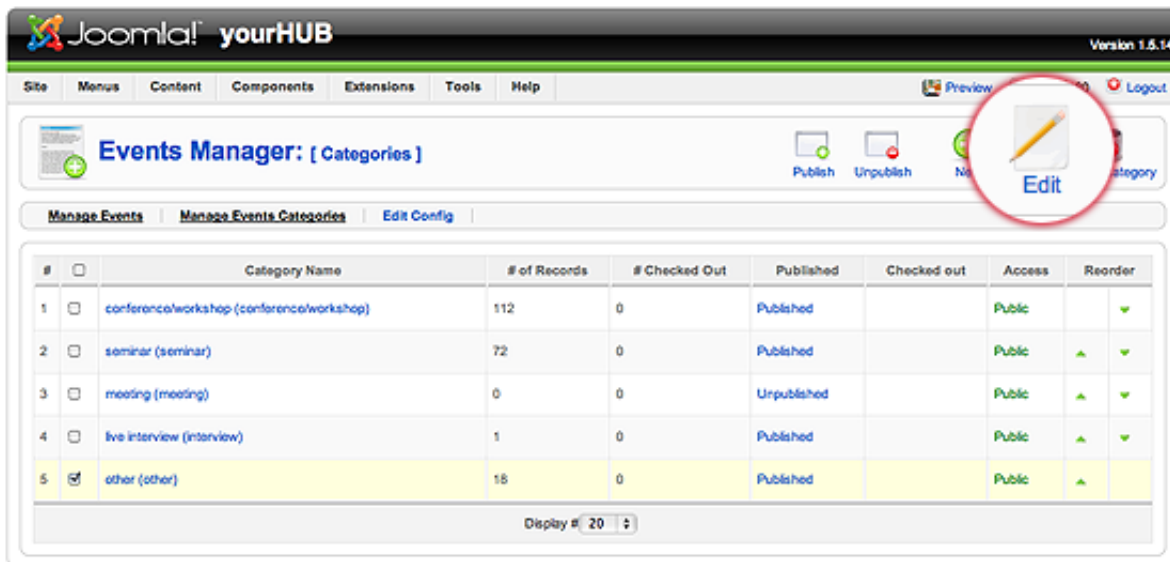 Joomla! yourHUB
Version 1.5.14
Site Menus Content Components Extensions Tools Help Preview Logout
Events Manager: [ Categories ]
Publish Unpublish Edit
Manage Events Manage Events Categories Edit Config
# Category Name # of Records # Checked Out Published Checked out Access Reorder
1 conference/workshop (conference/workshop) 112 0 Published Public
2 seminar (seminar) 72 0 Published Public
3 meeting (meeting) 0 0 Unpublished Public
4 live interview (interview) 1 0 Published Public
5 other (other) 18 0 Published Public
Display # 20